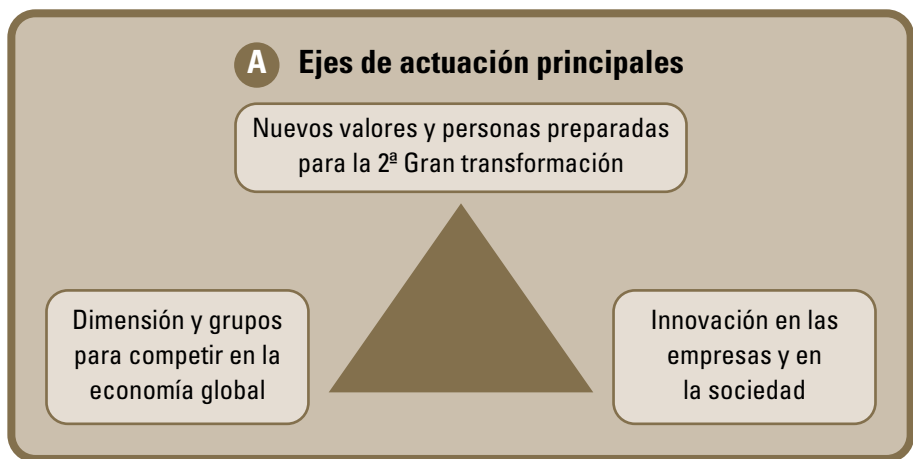 A Ejes de actuación principales
Nuevos valores y personas preparadas
para la 2ª Gran transformación
Dimensión y grupos
para competir en la
economía global
Innovación en las
empresas y en
la sociedad